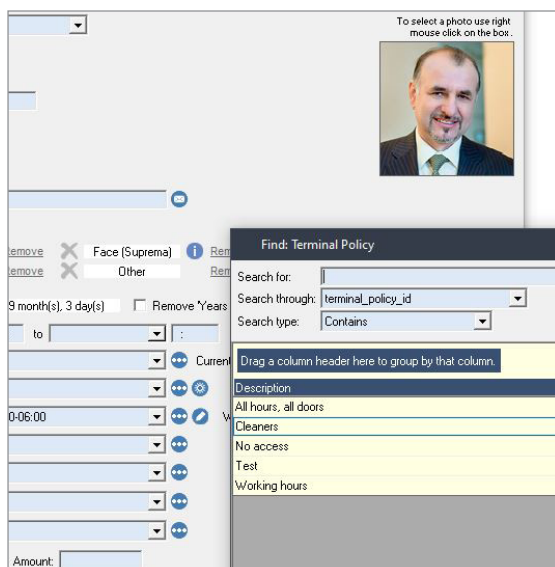 To select a photo use right
mouse click on the box.
Remove Face (Suprema) Rem
Remove Other Rem
9 month(s), 3 day(s) Remove 'Years
to :
Current
0-06:00
Amount:
Find: Terminal Policy
Search for:
Search through: terminal_policy_id
Search type: Contains
Drag a column header here to group by that column.
Description
All hours, all doors
Cleaners
No access
Test
Working hours